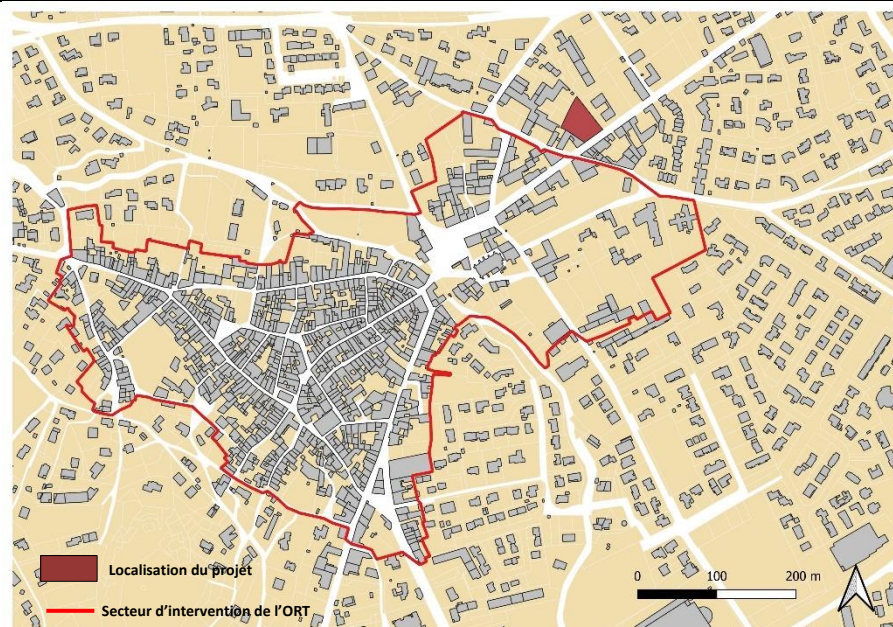 Localisation du projet
Secteur d'intervention de l'ORT
0 100 200 m